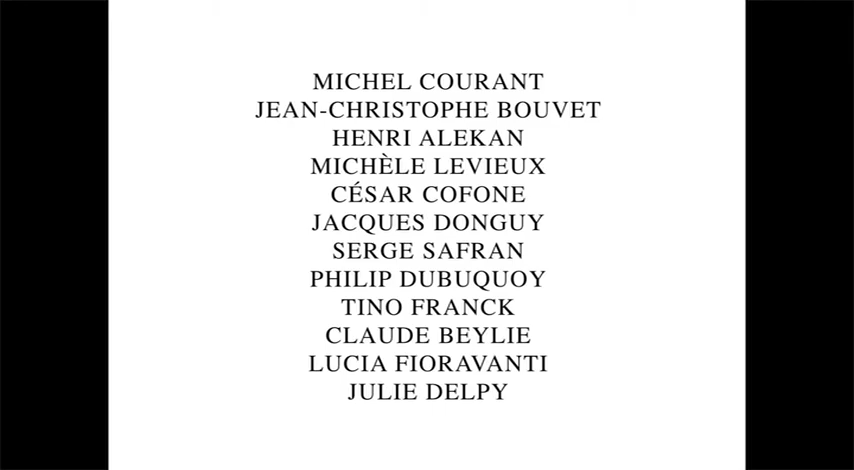 MICHEL COURANT
JEAN-CHRISTOPHE BOUVET
HENRI ALEKAN
MICHÈLE LEVIEUX
CÉSAR COFONE
JACQUES DONGUY
SERGE SAFRAN
PHILIP DUBUQUOY
TINO FRANCK
CLAUDE BEYLIE
LUCIA FIORAVANTI
JULIE DELPY